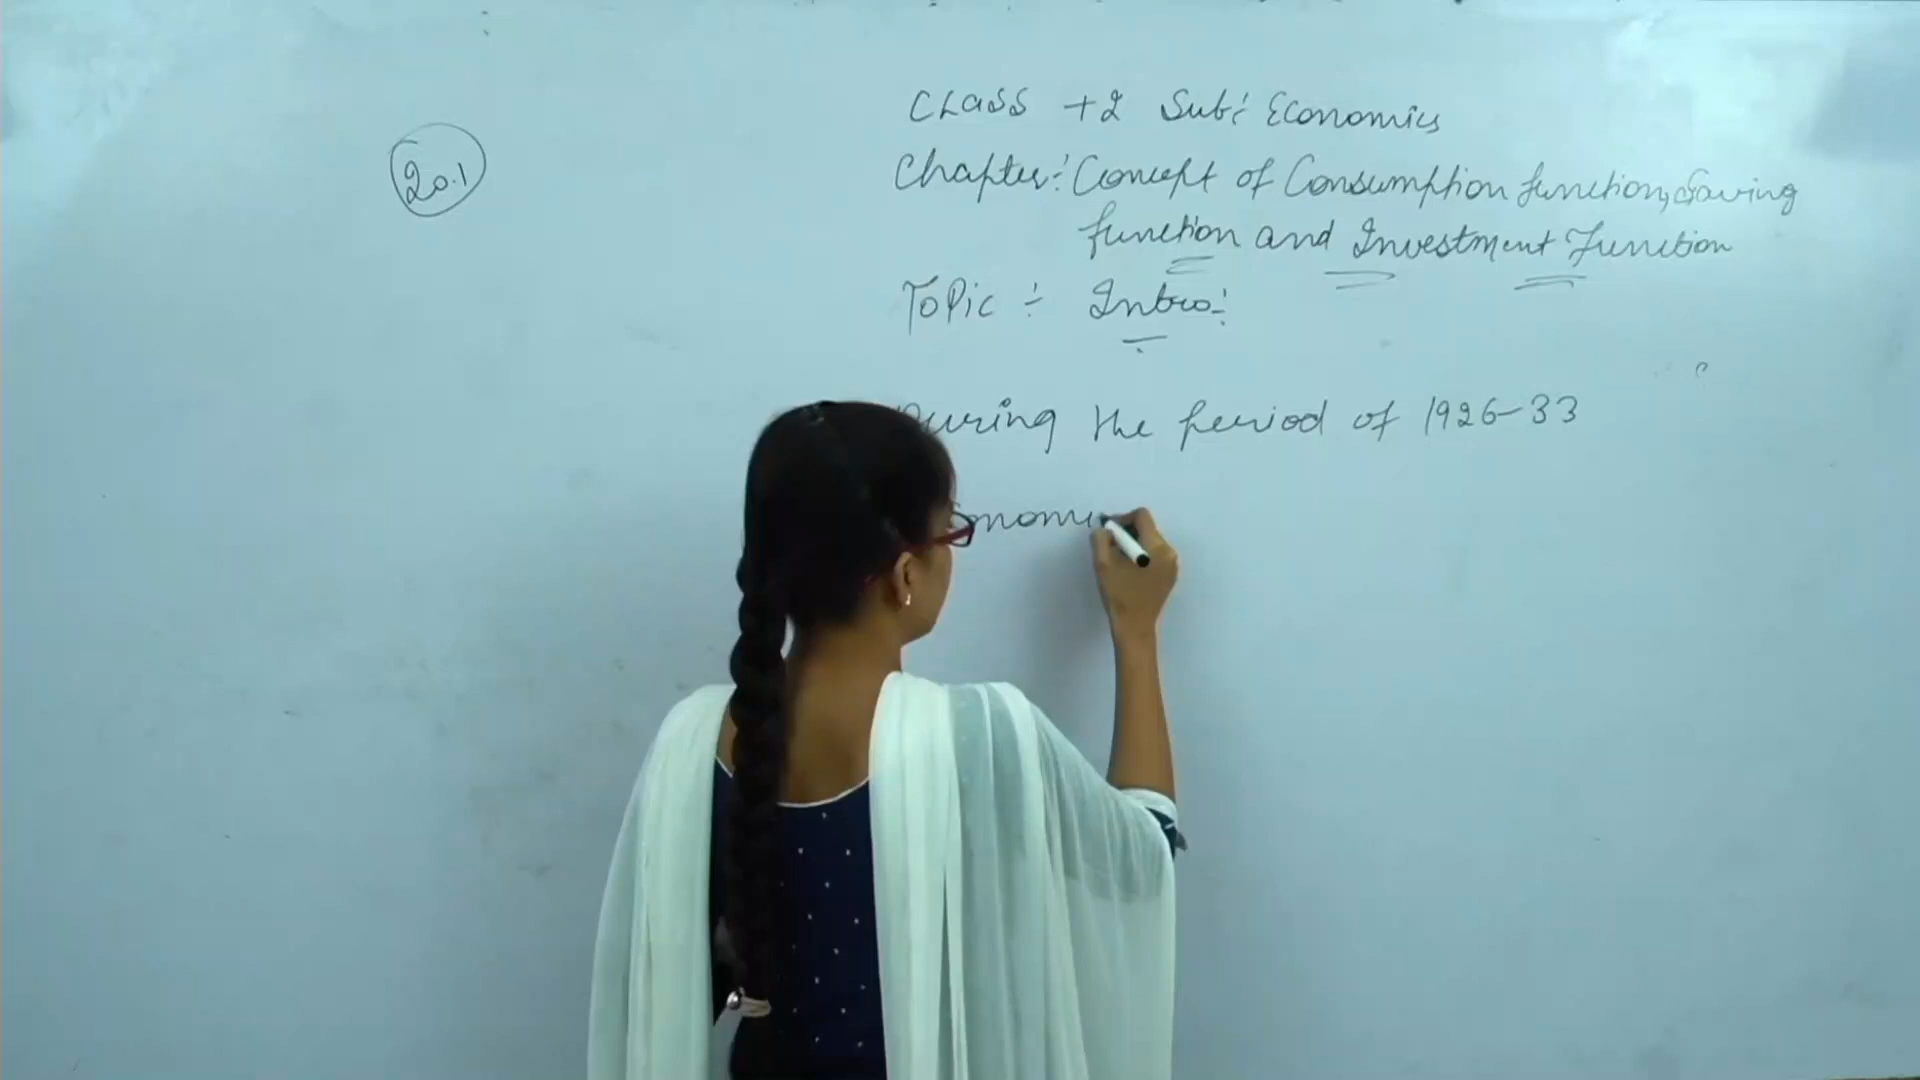 20.1
Class +2 Sub: Economics
Chapter: Concept of Consumption function, Saving
function and Investment Function
Topic ÷ Intro:
During the period of 1926-33
onomi